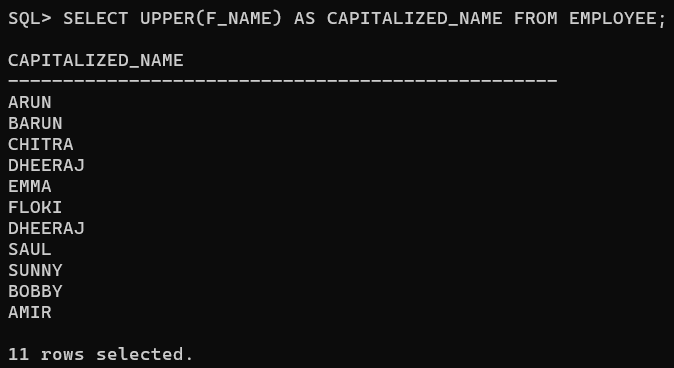 SQL> SELECT UPPER(F_NAME) AS CAPITALIZED_NAME FROM EMPLOYEE;
CAPITALIZED_NAME
--------------------------------------------------
ARUN
BARUN
CHITRA
DHEERAJ
EMMA
FLOKI
DHEERAJ
SAUL
SUNNY
BOBBY
AMIR
11 rows selected.